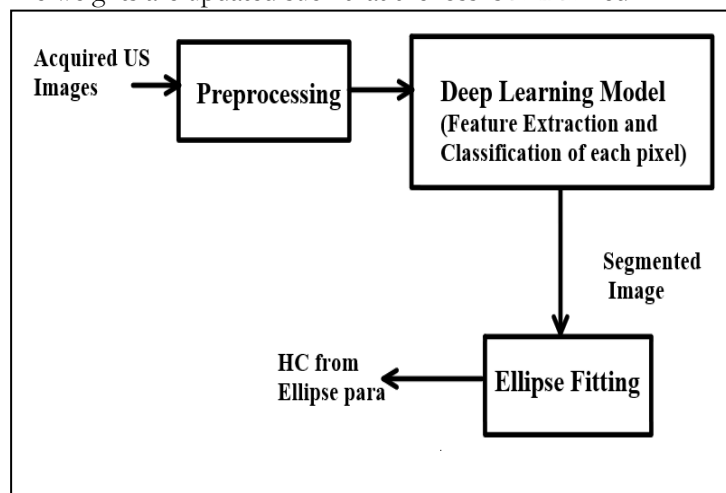 Acquired US
Images
Preprocessing
Deep Learning Model
(Feature Extraction and
Classification of each pixel)
Segmented
Image
HC from
Ellipse para
Ellipse Fitting